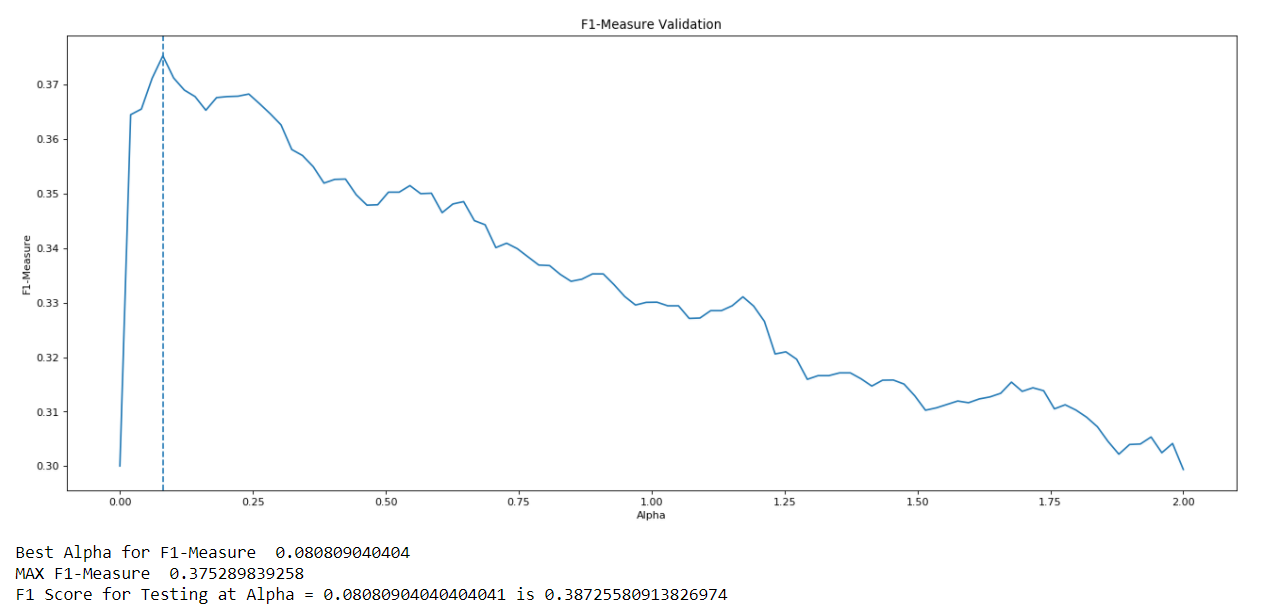 F1-Measure Validation
F1-Measure
0.37
0.36
0.35
0.34
0.33
0.32
0.31
0.30
0.00 0.25 0.50 0.75 1.00 1.25 1.50 1.75 2.00
Alpha
Best Alpha for F1-Measure 0.080809040404
MAX F1-Measure 0.375289839258
F1 Score for Testing at Alpha = 0.08080904040404041 is 0.38725580913826974